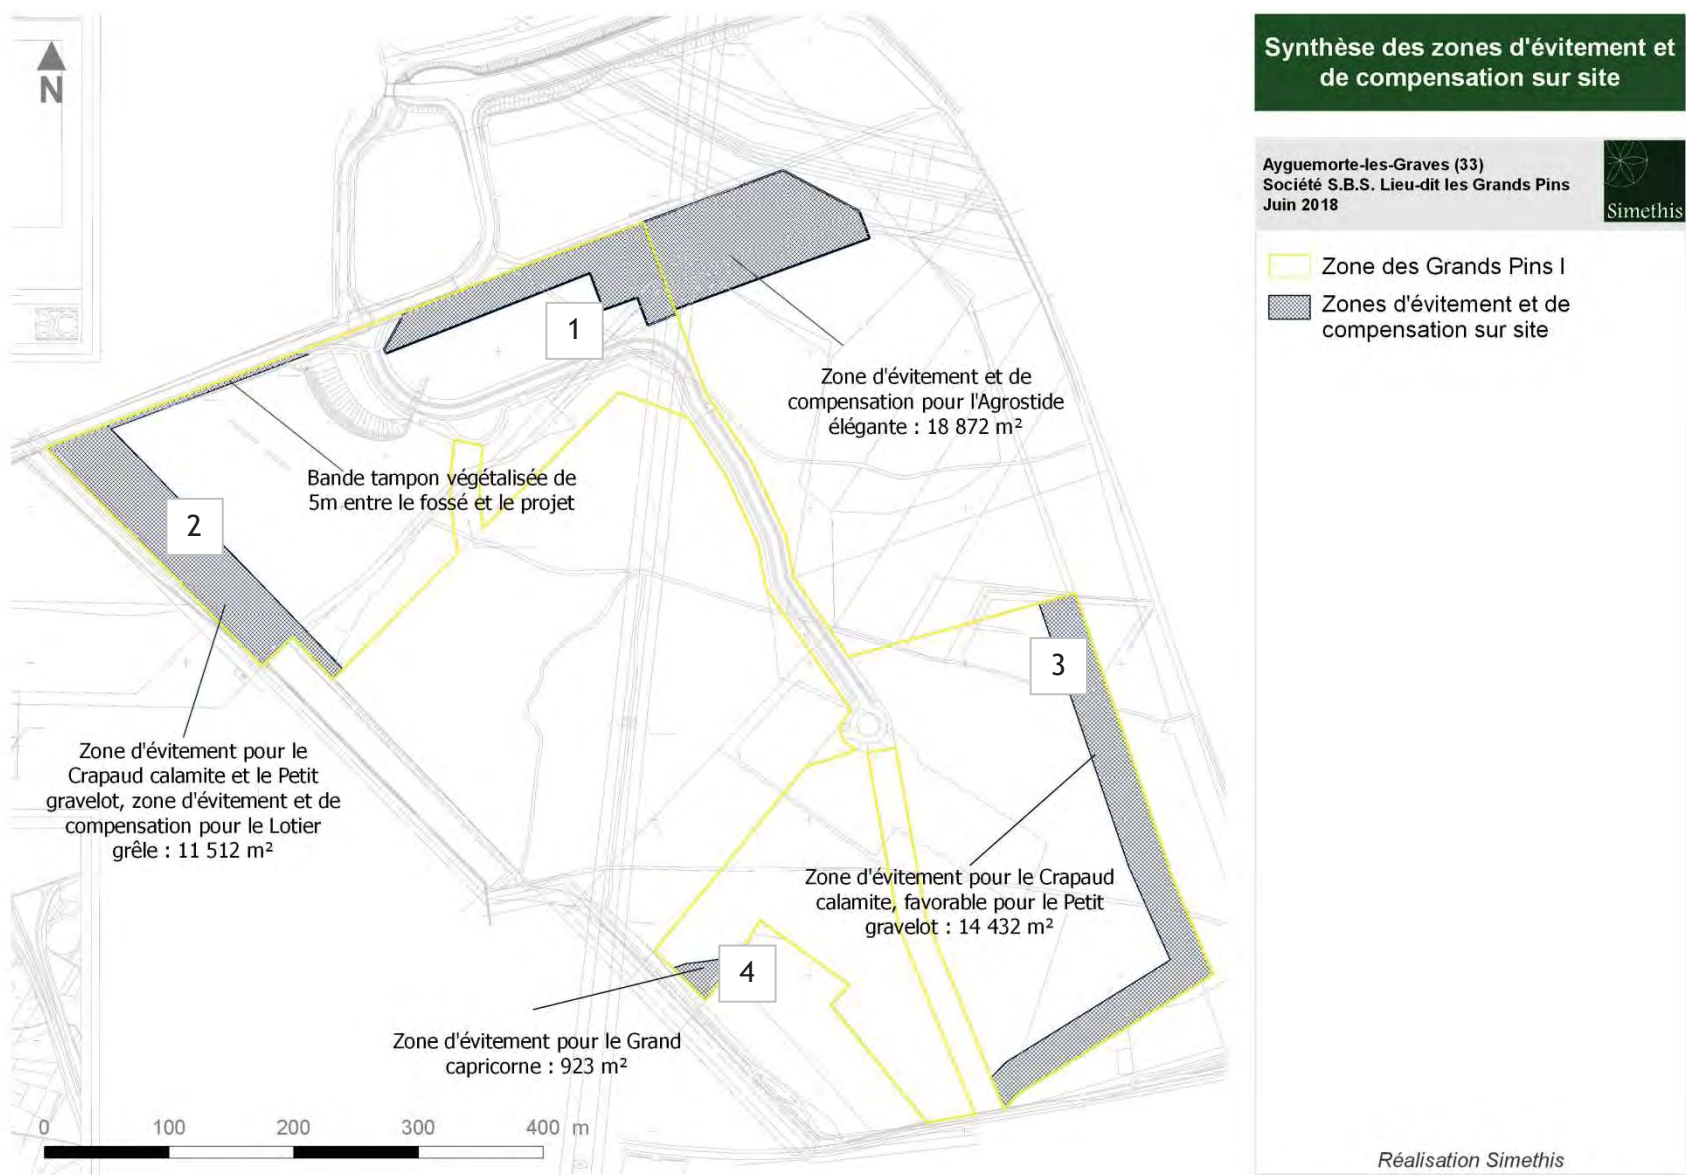 Synthèse des zones d'évitement et
de compensation sur site
Ayguemorte-les-Graves (33)
Société S.B.S. Lieu-dit les Grands Pins
Juin 2018
Simethis
Zone des Grands Pins I
Zones d'évitement et de
compensation sur site
N
1
Zone d'évitement et de
compensation pour l'Agrostide
élégante : 18 872 m²
Bande tampon végétalisée de
5m entre le fossé et le projet
2
3
Zone d'évitement pour le
Crapaud calamite et le Petit
gravelot, zone d'évitement et de
compensation pour le Lotier
grêle : 11 512 m²
Zone d'évitement pour le Crapaud
calamite, favorable pour le Petit
gravelot : 14 432 m²
4
Zone d'évitement pour le Grand
capricorne : 923 m²
0 100 200 300 400 m
Réalisation Simethis